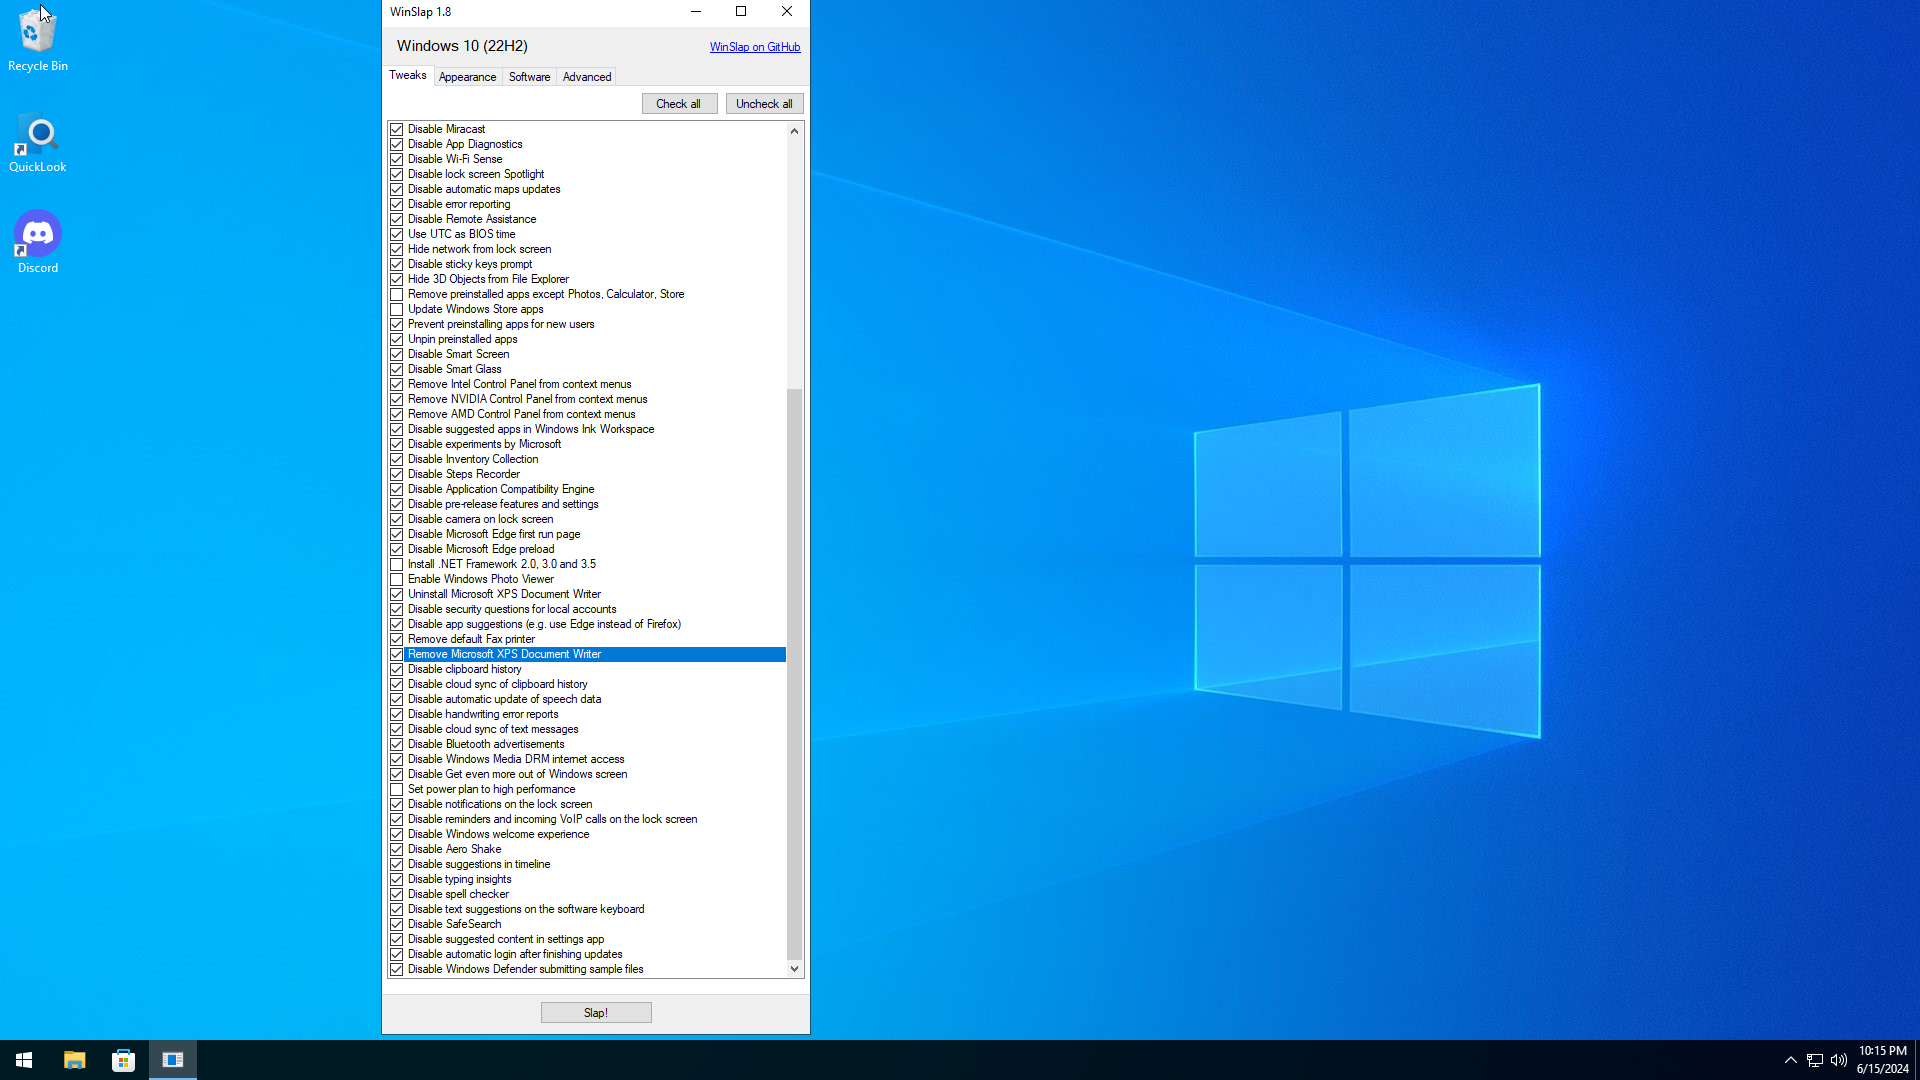 Recycle Bin
QuickLook
Discord
WinSlap 1.8
Windows 10 (22H2)
WinSlap on GitHub
Tweaks
Appearance
Software
Advanced
Check all
Uncheck all
Disable Miracast
Disable App Diagnostics
Disable Wi-Fi Sense
Disable lock screen Spotlight
Disable automatic maps updates
Disable error reporting
Disable Remote Assistance
Use UTC as BIOS time
Hide network from lock screen
Disable sticky keys prompt
Hide 3D Objects from File Explorer
Remove preinstalled apps except Photos, Calculator, Store
Update Windows Store apps
Prevent preinstalling apps for new users
Unpin preinstalled apps
Disable Smart Screen
Disable Smart Glass
Remove Intel Control Panel from context menus
Remove NVIDIA Control Panel from context menus
Remove AMD Control Panel from context menus
Disable suggested apps in Windows Ink Workspace
Disable experiments by Microsoft
Disable Inventory Collection
Disable Steps Recorder
Disable Application Compatibility Engine
Disable pre-release features and settings
Disable camera on lock screen
Disable Microsoft Edge first run page
Disable Microsoft Edge preload
Install .NET Framework 2.0, 3.0 and 3.5
Enable Windows Photo Viewer
Uninstall Microsoft XPS Document Writer
Disable security questions for local accounts
Disable app suggestions (e.g. use Edge instead of Firefox)
Remove default Fax printer
Remove Microsoft XPS Document Writer
Disable clipboard history
Disable cloud sync of clipboard history
Disable automatic update of speech data
Disable handwriting error reports
Disable cloud sync of text messages
Disable Bluetooth advertisements
Disable Windows Media DRM internet access
Disable Get even more out of Windows screen
Set power plan to high performance
Disable notifications on the lock screen
Disable reminders and incoming VoIP calls on the lock screen
Disable Windows welcome experience
Disable Aero Shake
Disable suggestions in timeline
Disable typing insights
Disable spell checker
Disable text suggestions on the software keyboard
Disable SafeSearch
Disable suggested content in settings app
Disable automatic login after finishing updates
Disable Windows Defender submitting sample files
Slap!
10:15 PM
6/15/2024